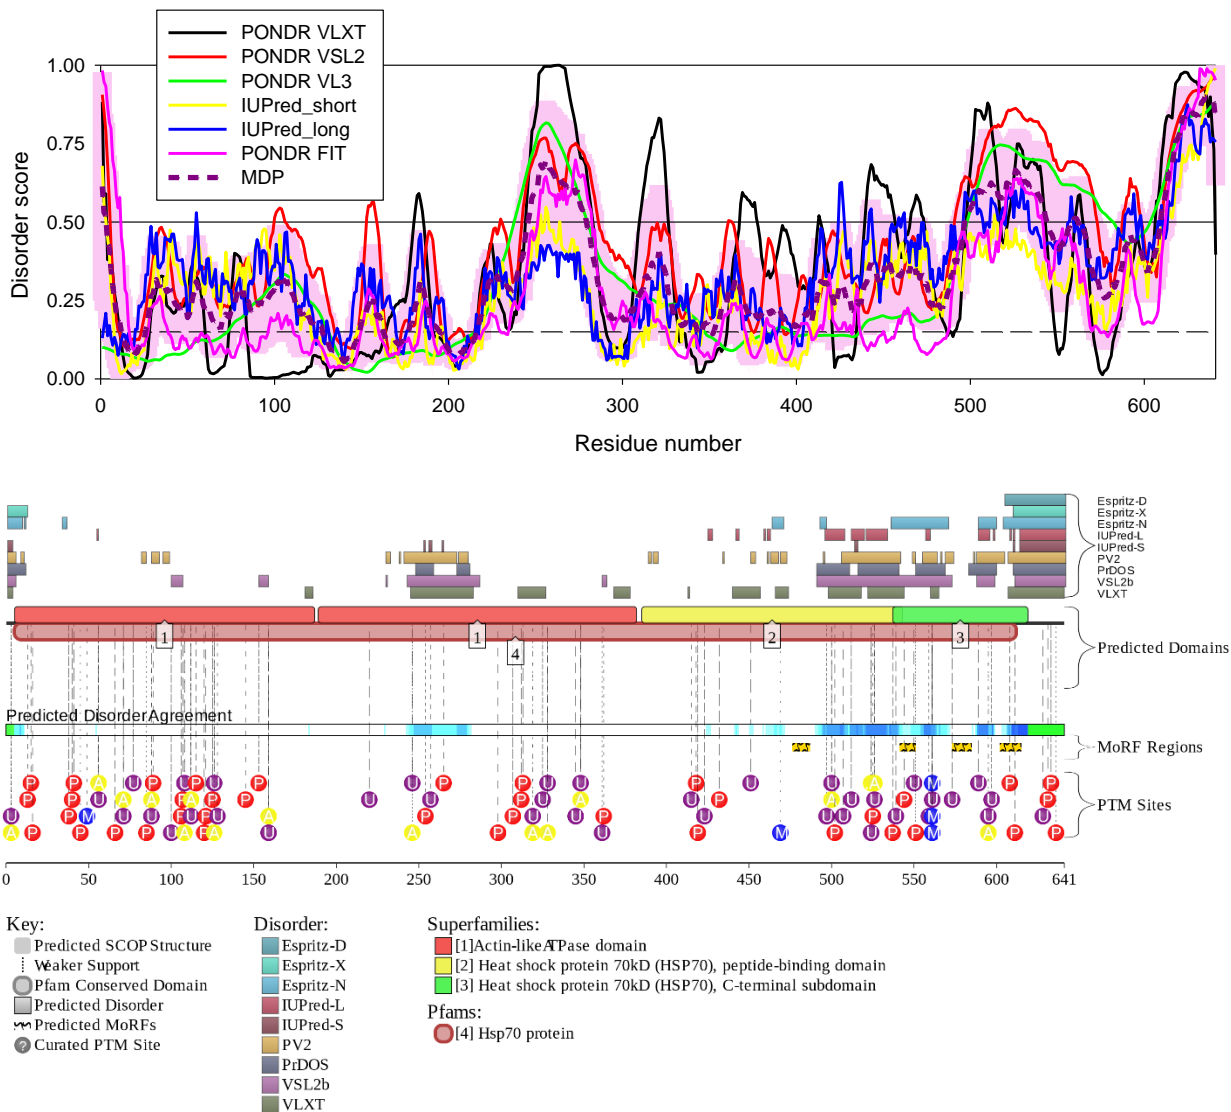 PONDR VLXT
PONDR VSL2
PONDR VL3
IUPred_short
IUPred_long
PONDR FIT
MDP
Disorder score
1.00
0.75
0.50
0.25
0.00
0 100 200 300 400 500 600
Residue number
Espritz-D
Espritz-X
Espritz-N
IUPred-L
IUPred-S
PV2
PrDOS
VSL2b
VLXT
1 1 2 3
4
Predicted Domains
Predicted Disorder Agreement
MoRF Regions
P P A U P U P U P U U P P U U P U U A U M U P P
P P U A A P A P P U U P U A U P A U U P U U U P
U P M U P U U A P P U U P U U U P U M U U
A P P P P U A P A U A P A A U P M P U P P M A P P
PTM Sites
0 50 100 150 200 250 300 350 400 450 500 550 600 641
Key:
Predicted SCOP Structure
Weaker Support
Pfam Conserved Domain
Predicted Disorder
Predicted MoRFs
? Curated PTM Site
Disorder:
Espritz-D
Espritz-X
Espritz-N
IUPred-L
IUPred-S
PV2
PrDOS
VSL2b
VLXT
Superfamilies:
[1]Actin-like ATPase domain
[2] Heat shock protein 70kD (HSP70), peptide-binding domain
[3] Heat shock protein 70kD (HSP70), C-terminal subdomain
Pfams:
[4] Hsp70 protein